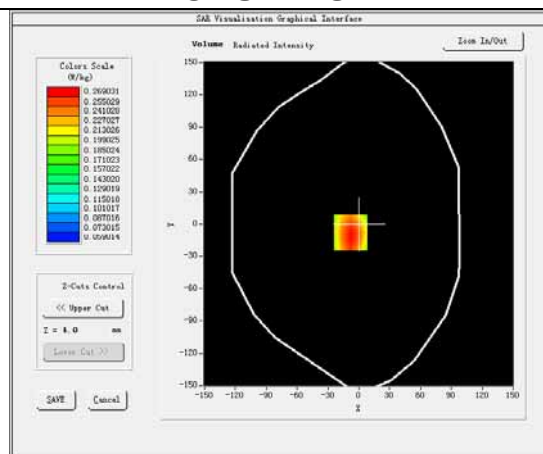 SAR Visualisation Graphical Interface
Volume Radiated Intensity
Zoom In/Out
Colors Scale
(W/kg)
0.269031
0.255029
0.241028
0.227027
0.213026
0.199025
0.185024
0.171023
0.157022
0.143020
0.129019
0.115018
0.101017
0.087016
0.073015
0.059014
150
120
90
60
30
0
-30
-60
-90
-120
-150
Y
-150 -120 -90 -60 -30 0 30 60 90 120 150
X
Z-Cuts Control
<< Upper Cut
Z = 4.0 mm
Lower Cut >>
SAVE Cancel